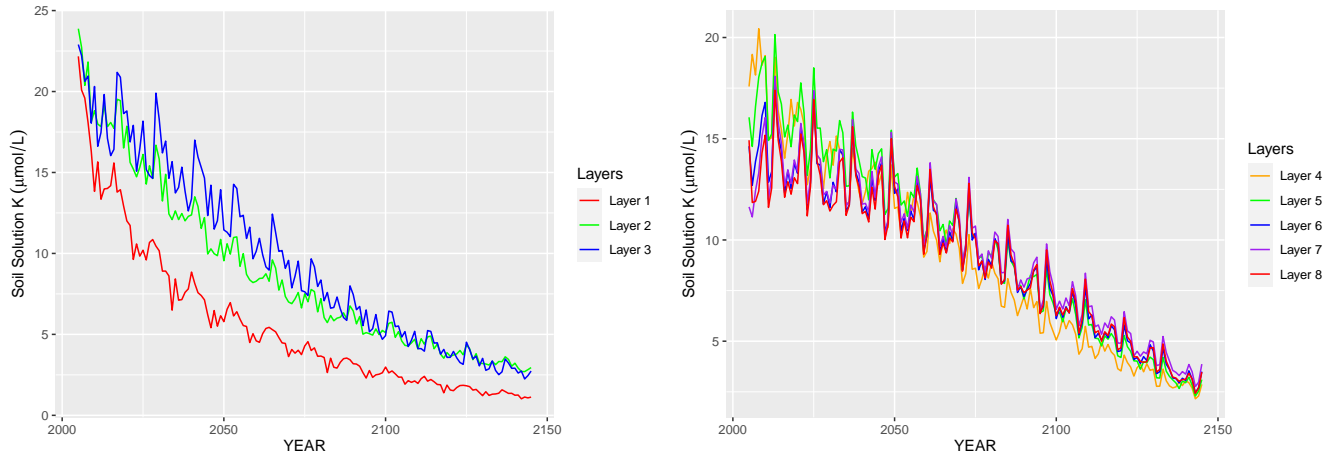 25
20
15
10
5
0
Soil Solution K (μmol/L)
2000
2050
2100
2150
YEAR
Layers
Layer 1
Layer 2
Layer 3
20
15
10
5
Soil Solution K (μmol/L)
2000
2050
2100
2150
YEAR
Layers
Layer 4
Layer 5
Layer 6
Layer 7
Layer 8